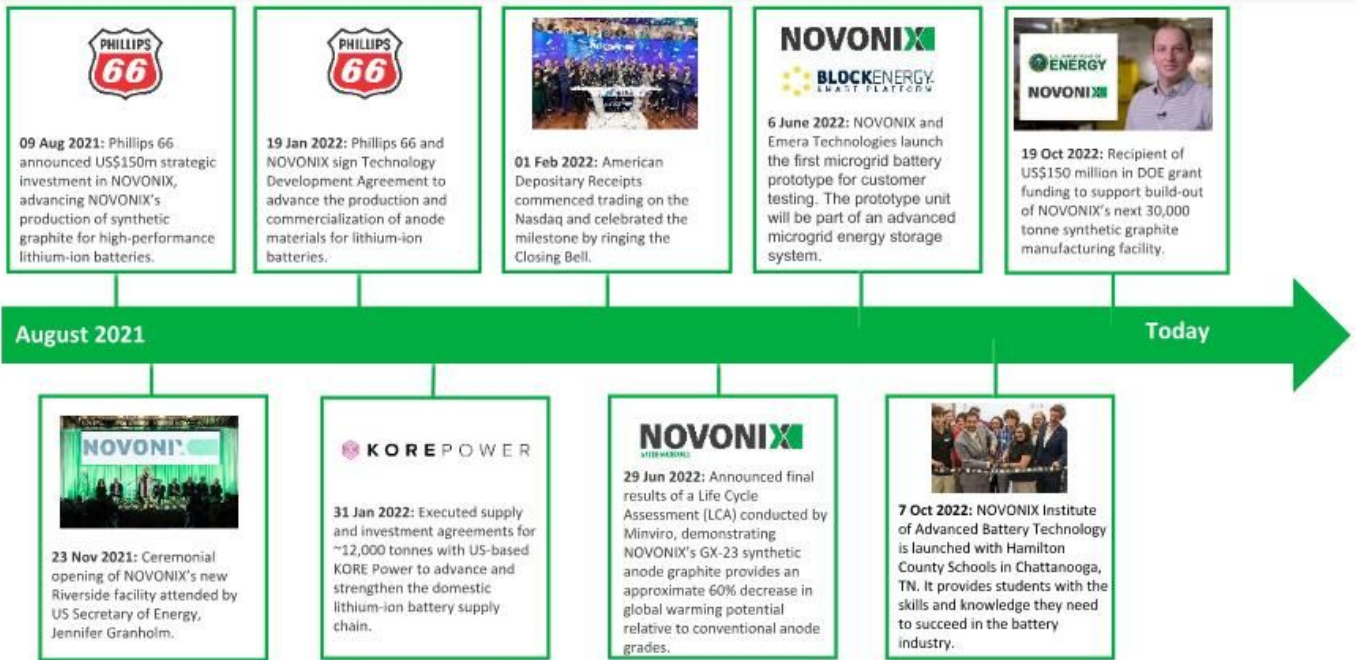 PHILLIPS
66
09 Aug 2021: Phillips 66
announced US$150m strategic
investment in NOVONIX,
advancing NOVONIX's
production of synthetic
graphite for high-performance
lithium-ion batteries.
PHILLIPS
66
19 Jan 2022: Phillips 66 and
NOVONIX sign Technology
Development Agreement to
advance the production and
commercialization of anode
materials for lithium-ion
batteries.
01 Feb 2022: American
Depositary Receipts
commenced trading on the
Nasdaq and celebrated the
milestone by ringing the
Closing Bell.
NOVONIX
BLOCKENERGY
SMART PLATFORM
6 June 2022: NOVONIX and
Emera Technologies launch
the first microgrid battery
prototype for customer
testing. The prototype unit
will be part of an advanced
microgrid energy storage
system.
ENERGY
NOVONIX
19 Oct 2022: Recipient of
US$150 million in DOE grant
funding to support build-out
of NOVONIX's next 30,000
tonne synthetic graphite
manufacturing facility.
August 2021
Today
NOVONIX
23 Nov 2021: Ceremonial
opening of NOVONIX's new
Riverside facility attended by
US Secretary of Energy,
Jennifer Granholm.
KOREPOWER
31 Jan 2022: Executed supply
and investment agreements for
~12,000 tonnes with US-based
KORE Power to advance and
strengthen the domestic
lithium-ion battery supply
chain.
NOVONIX
29 Jun 2022: Announced final
results of a Life Cycle
Assessment (LCA) conducted by
Minviro, demonstrating
NOVONIX's GX-23 synthetic
anode graphite provides an
approximate 60% decrease in
global warming potential
relative to conventional anode
grades.
7 Oct 2022: NOVONIX Institute
of Advanced Battery Technology
is launched with Hamilton
County Schools in Chattanooga,
TN. It provides students with the
skills and knowledge they need
to succeed in the battery
industry.